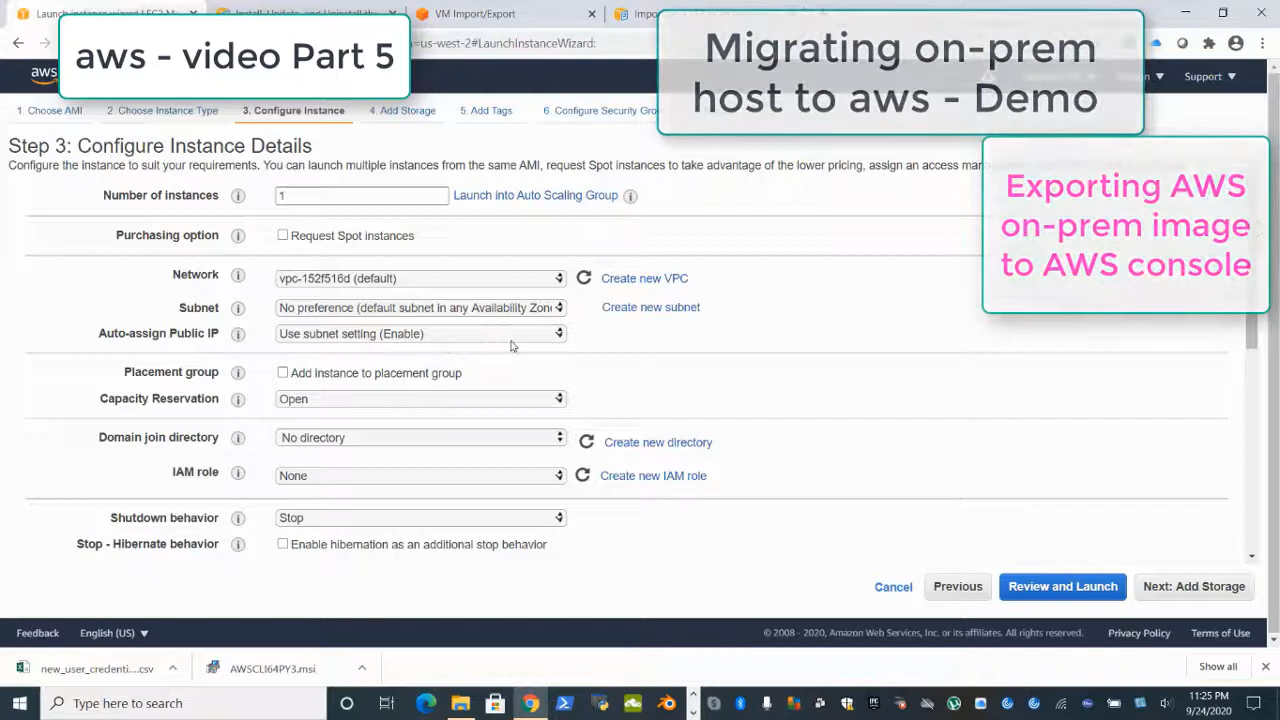 Launch instance wizard | EC2 M
Install, Update, and Uninstall th
VM Import/Export
aws - video Part 5
Migrating on-prem
host to aws - Demo
=us-west-2#LaunchInstanceWizard:
aws
Support
1. Choose AMI
2. Choose Instance Type
3. Configure Instance
4. Add Storage
5. Add Tags
6. Configure Security Gro
Exporting AWS
on-prem image
to AWS console
Step 3: Configure Instance Details
Configure the instance to suit your requirements. You can launch multiple instances from the same AMI, request Spot instances to take advantage of the lower pricing, assign an access man
Number of instances
1
Launch into Auto Scaling Group
Purchasing option
Request Spot instances
Network
vpc-152f516d (default)
Create new VPC
Subnet
No preference (default subnet in any Availability Zon
Create new subnet
Auto-assign Public IP
Use subnet setting (Enable)
Placement group
Add instance to placement group
Capacity Reservation
Open
Domain join directory
No directory
Create new directory
IAM role
None
Create new IAM role
Shutdown behavior
Stop
Stop - Hibernate behavior
Enable hibernation as an additional stop behavior
Cancel
Previous
Review and Launch
Next: Add Storage
Feedback
English (US)
© 2008 - 2020, Amazon Web Services, Inc. or its affiliates. All rights reserved.
Privacy Policy
Terms of Use
new_user_credenti....csv
AWSCLI64PY3.msi
Show all
Type here to search
11:25 PM
9/24/2020